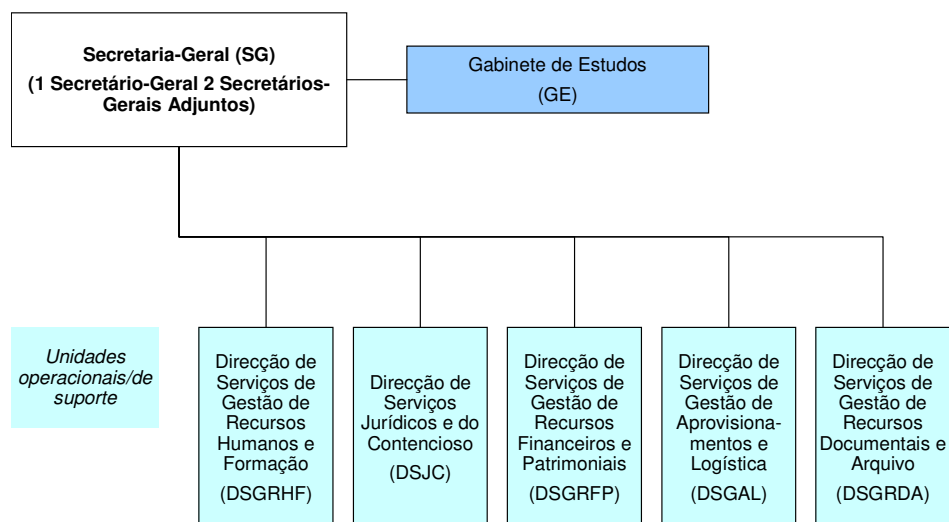 Secretaria-Geral (SG)
(1 Secretário-Geral 2 Secretários-
Gerais Adjuntos)
Gabinete de Estudos
(GE)
Unidades
operacionais/de
suporte
Direcção de
Serviços de
Gestão de
Recursos
Humanos e
Formação
(DSGRHF)
Direcção de
Serviços
Jurídicos e do
Contencioso
(DSJC)
Direcção de
Serviços de
Gestão de
Recursos
Financeiros e
Patrimoniais
(DSGRFP)
Direcção de
Serviços de
Gestão de
Aprovisiona-
mentos e
Logística
(DSGAL)
Direcção de
Serviços de
Gestão de
Recursos
Documentais e
Arquivo
(DSGRDA)